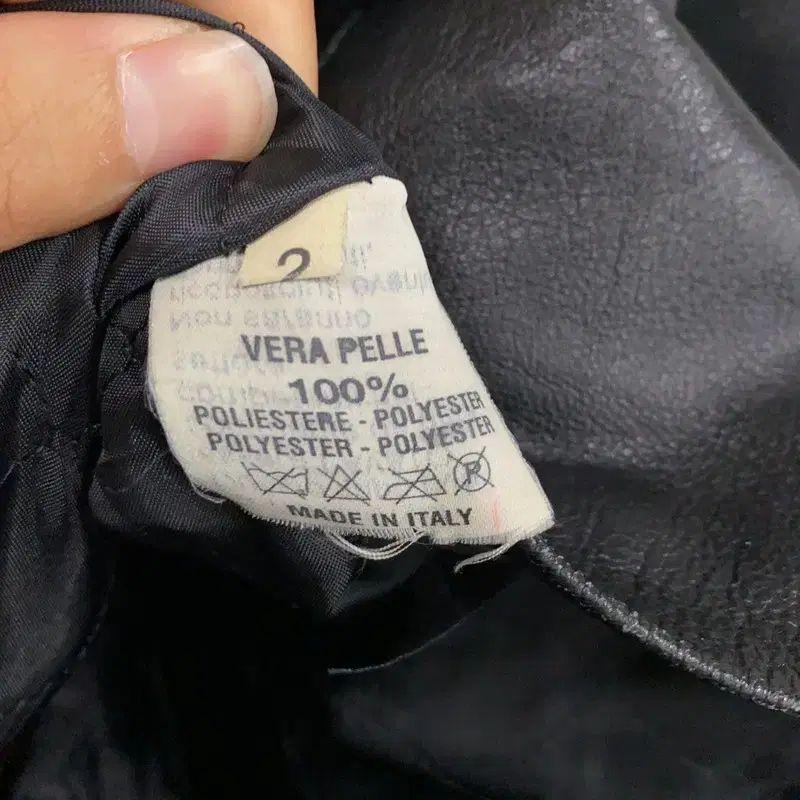 2
VERA PELLE
100%
POLIESTERE - POLYESTER
POLYESTER - POLYESTER
P
MADE IN ITALY